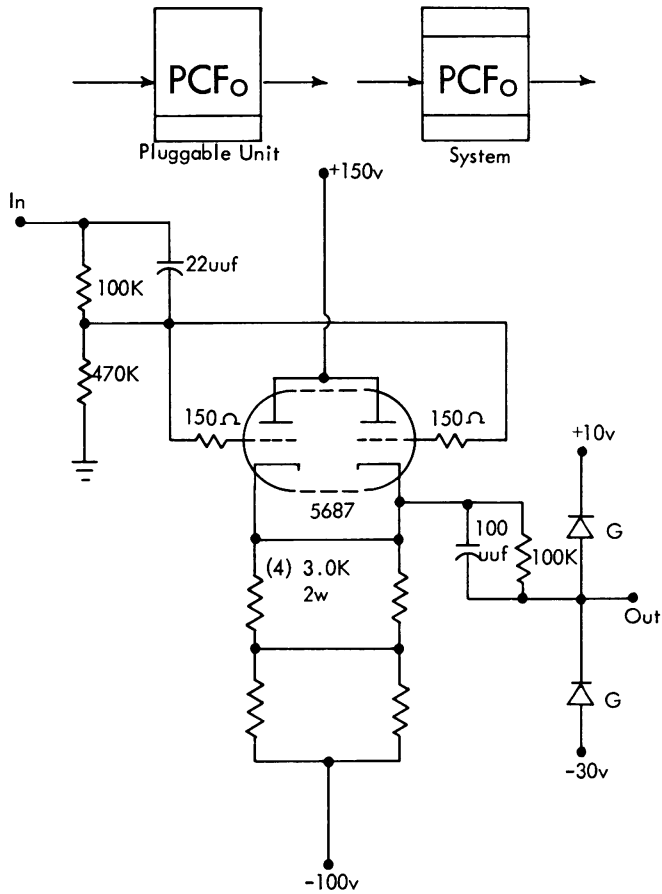 PCFo
PCFo
Pluggable Unit
System
+150v
In
22uuf
100K
470K
150Ω
150Ω
+10v
5687
100
uuf
100K
G
(4) 3.0K
2w
Out
G
-30v
-100v